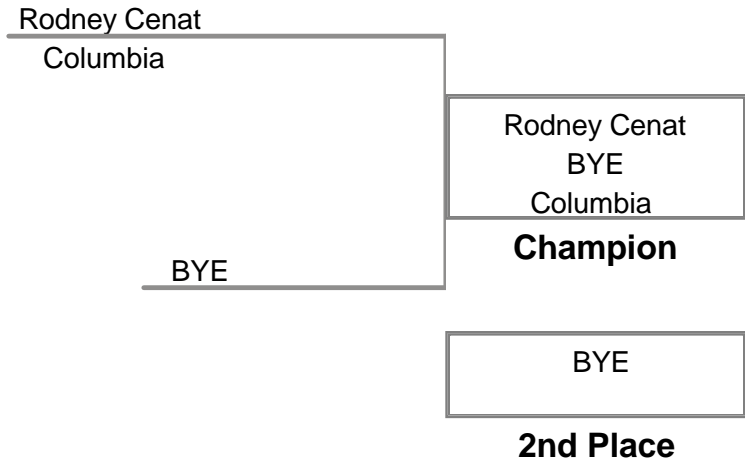 Rodney Cenat
Columbia
Rodney Cenat
BYE
Columbia
Champion
BYE
BYE
2nd Place